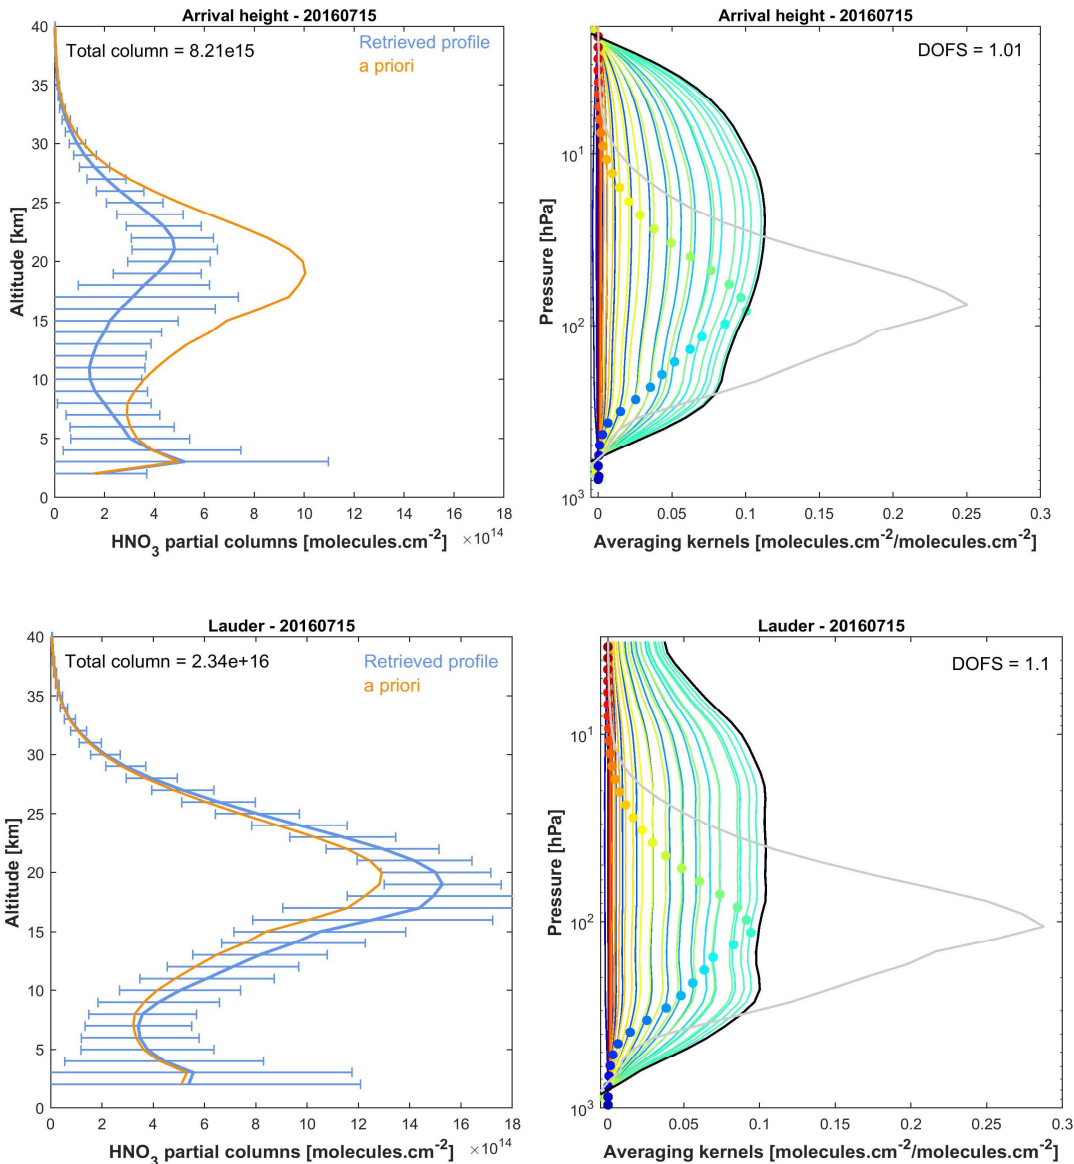 Arrival height - 20160715
Total column = 8.21e15
Retrieved profile
a priori
Altitude [km]
40
35
30
25
20
15
10
5
0
0 2 4 6 8 10 12 14 16 18
HNO3 partial columns [molecules.cm-2] ×10^14
Arrival height - 20160715
DOFS = 1.01
Pressure [hPa]
10^1
10^2
10^3
0 0.05 0.1 0.15 0.2 0.25 0.3
Averaging kernels [molecules.cm-2/molecules.cm-2]
Lauder - 20160715
Total column = 2.34e+16
Retrieved profile
a priori
Altitude [km]
40
35
30
25
20
15
10
5
0
0 2 4 6 8 10 12 14 16 18
HNO3 partial columns [molecules.cm-2] ×10^14
Lauder - 20160715
DOFS = 1.1
Pressure [hPa]
10^1
10^2
10^3
0 0.05 0.1 0.15 0.2 0.25 0.3
Averaging kernels [molecules.cm-2/molecules.cm-2]